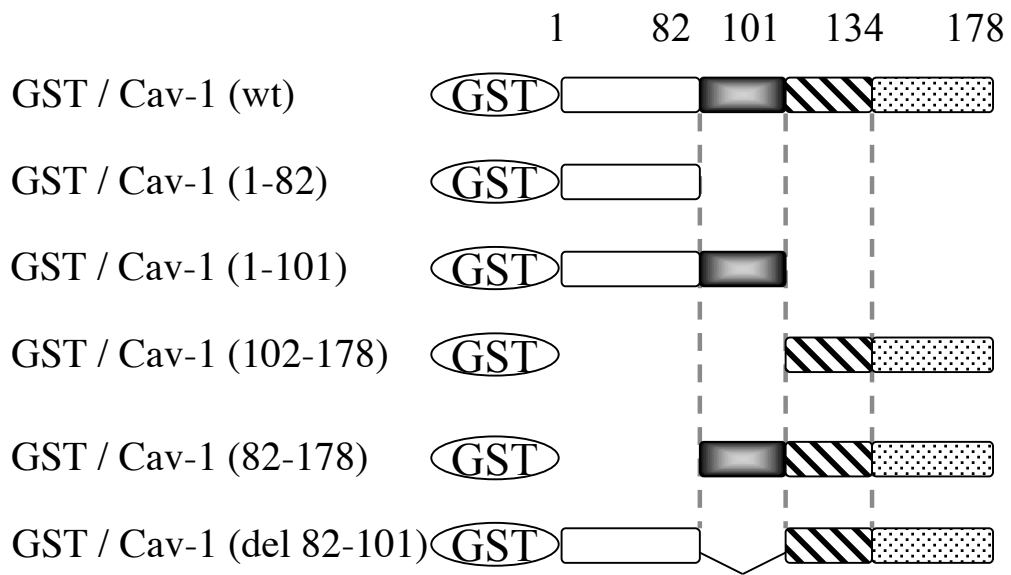 1 82 101 134 178
GST / Cav-1 (wt) GST
GST / Cav-1 (1-82) GST
GST / Cav-1 (1-101) GST
GST / Cav-1 (102-178) GST
GST / Cav-1 (82-178) GST
GST / Cav-1 (del 82-101) GST